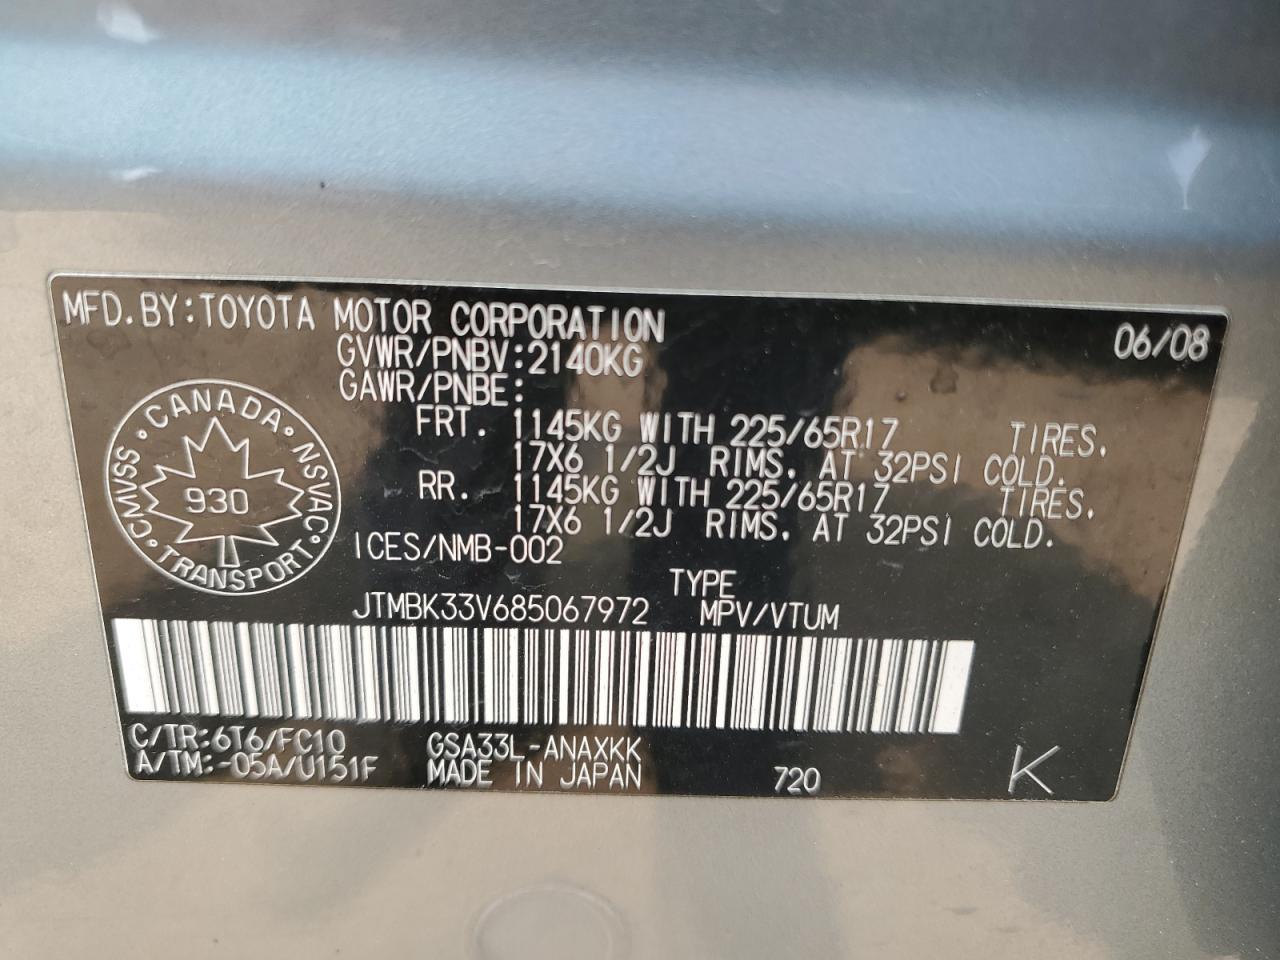 MFD.BY:TOYOTA MOTOR CORPORATION 06/08
GVWR/PNBV:2140KG
GAWR/PNBE:
FRT. 1145KG WITH 225/65R17 TIRES.
17X6 1/2J RIMS. AT 32PSI COLD.
RR. 1145KG WITH 225/65R17 TIRES.
17X6 1/2J RIMS. AT 32PSI COLD.
CMVSS · CANADA · NSVAC · TRANSPORT ·
930
ICES/NMB-002
TYPE
JTMBK33V685067972 MPV/VTUM
C/TR:6T6/FC10 GSA33L-ANAXKK
A/TM:-05A/U151F MADE IN JAPAN 720 K